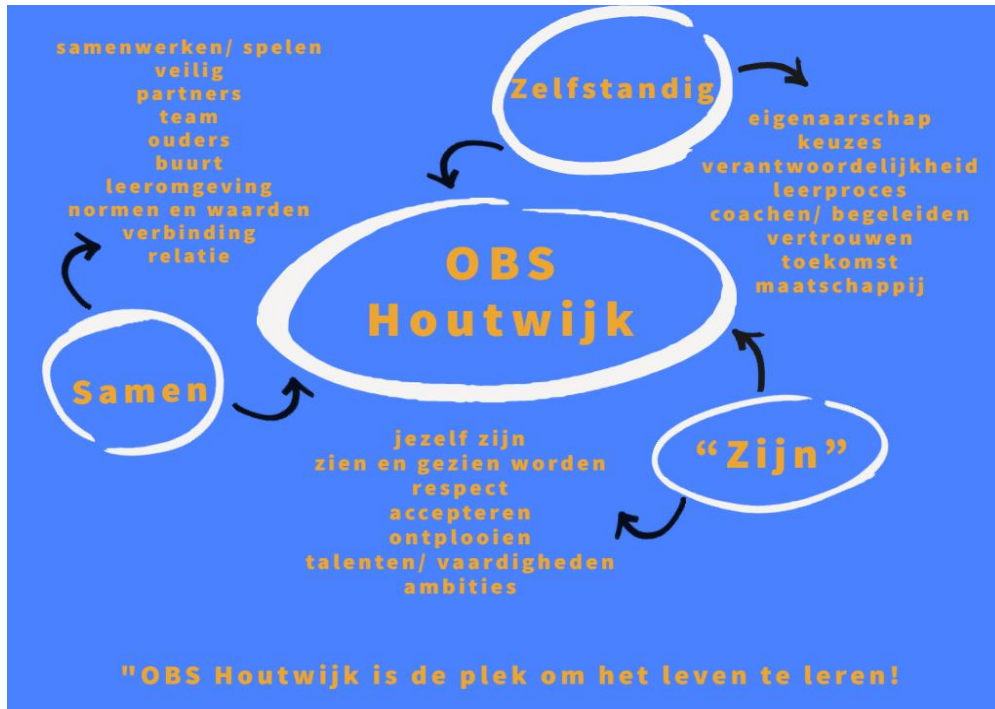 samenwerken/ spelen
veilig
partners
team
ouders
buurt
leeromgeving
normen en waarden
verbinding
relatie
Zelfstandig
eigenaarschap
keuzes
verantwoordelijkheid
leerproces
coachen/ begeleiden
vertrouwen
toekomst
maatschappij
OBS
Houtwijk
Samen
“Zijn”
jezelf zijn
zien en gezien worden
respect
accepteren
ontplooien
talenten/ vaardigheden
ambities
"OBS Houtwijk is de plek om het leven te leren!